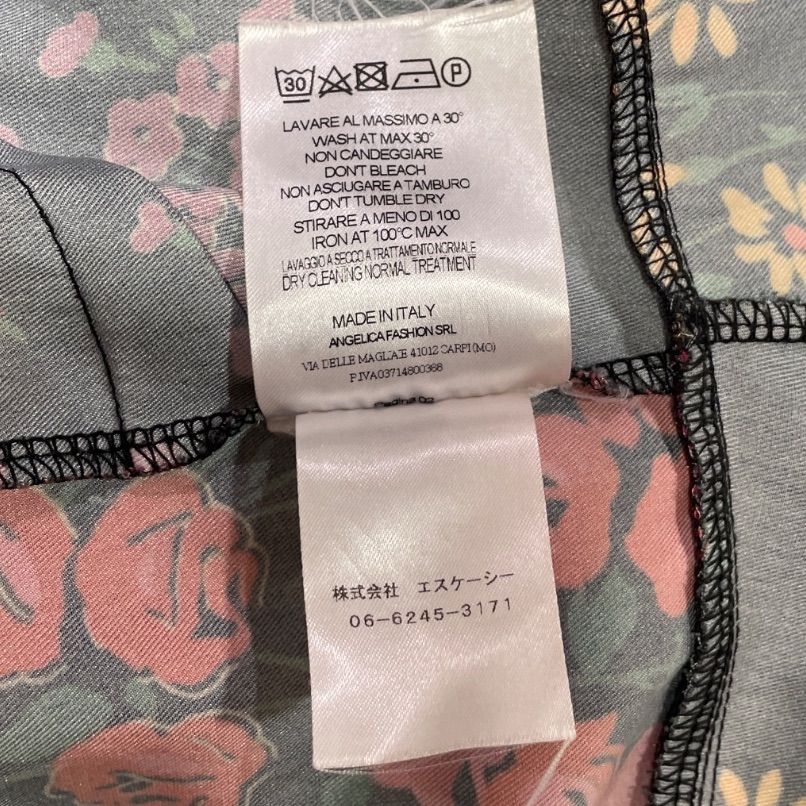 30 P
LAVARE AL MASSIMO A 30°
WASH AT MAX 30°
NON CANDEGGIARE
DON'T BLEACH
NON ASCIUGARE A TAMBURO
DON'T TUMBLE DRY
STIRARE A MENO DI 100
IRON AT 100°C MAX
LAVAGGIO A SECCO A TRATTAMENTO NORMALE
DRY CLEANING NORMAL TREATMENT
MADE IN ITALY
ANGELICA FASHION SRL
VIA DELLE MAGLIAIE 41012 CARPI (MO)
P.IVA03714800368
株式会社 エスケーシー
06-6245-3171